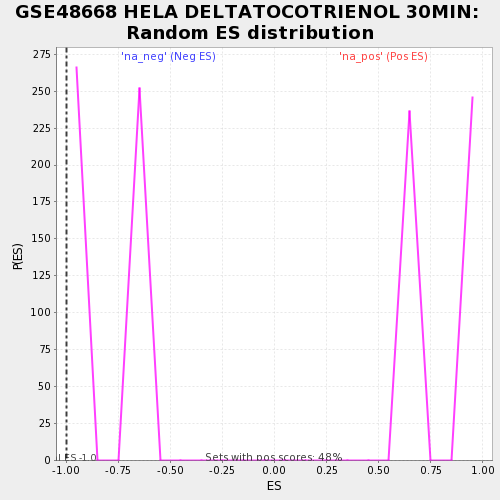 GSE48668 HELA DELTATOCOTRIENOL 30MIN:
Random ES distribution
'na_neg' (Neg ES)
'na_pos' (Pos ES)
275
250
225
200
175
150
125
100
75
50
25
0
P(ES)
ES -1.0
Sets with pos scores: 48%
-1.00 -0.75 -0.50 -0.25 0.00 0.25 0.50 0.75 1.00
ES